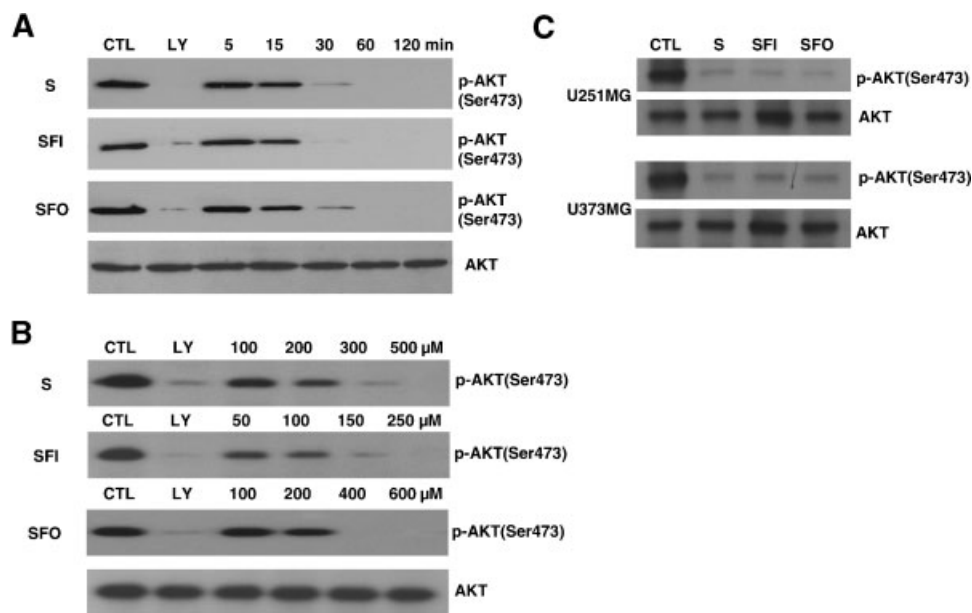 A
CTL LY 5 15 30 60 120 min
S
p-AKT
(Ser473)
SFI
p-AKT
(Ser473)
SFO
p-AKT
(Ser473)
AKT
B
CTL LY 100 200 300 500 µM
S
p-AKT(Ser473)
CTL LY 50 100 150 250 µM
SFI
p-AKT(Ser473)
CTL LY 100 200 400 600 µM
SFO
p-AKT(Ser473)
AKT
C
CTL S SFI SFO
p-AKT(Ser473)
U251MG
AKT
p-AKT(Ser473)
U373MG
AKT